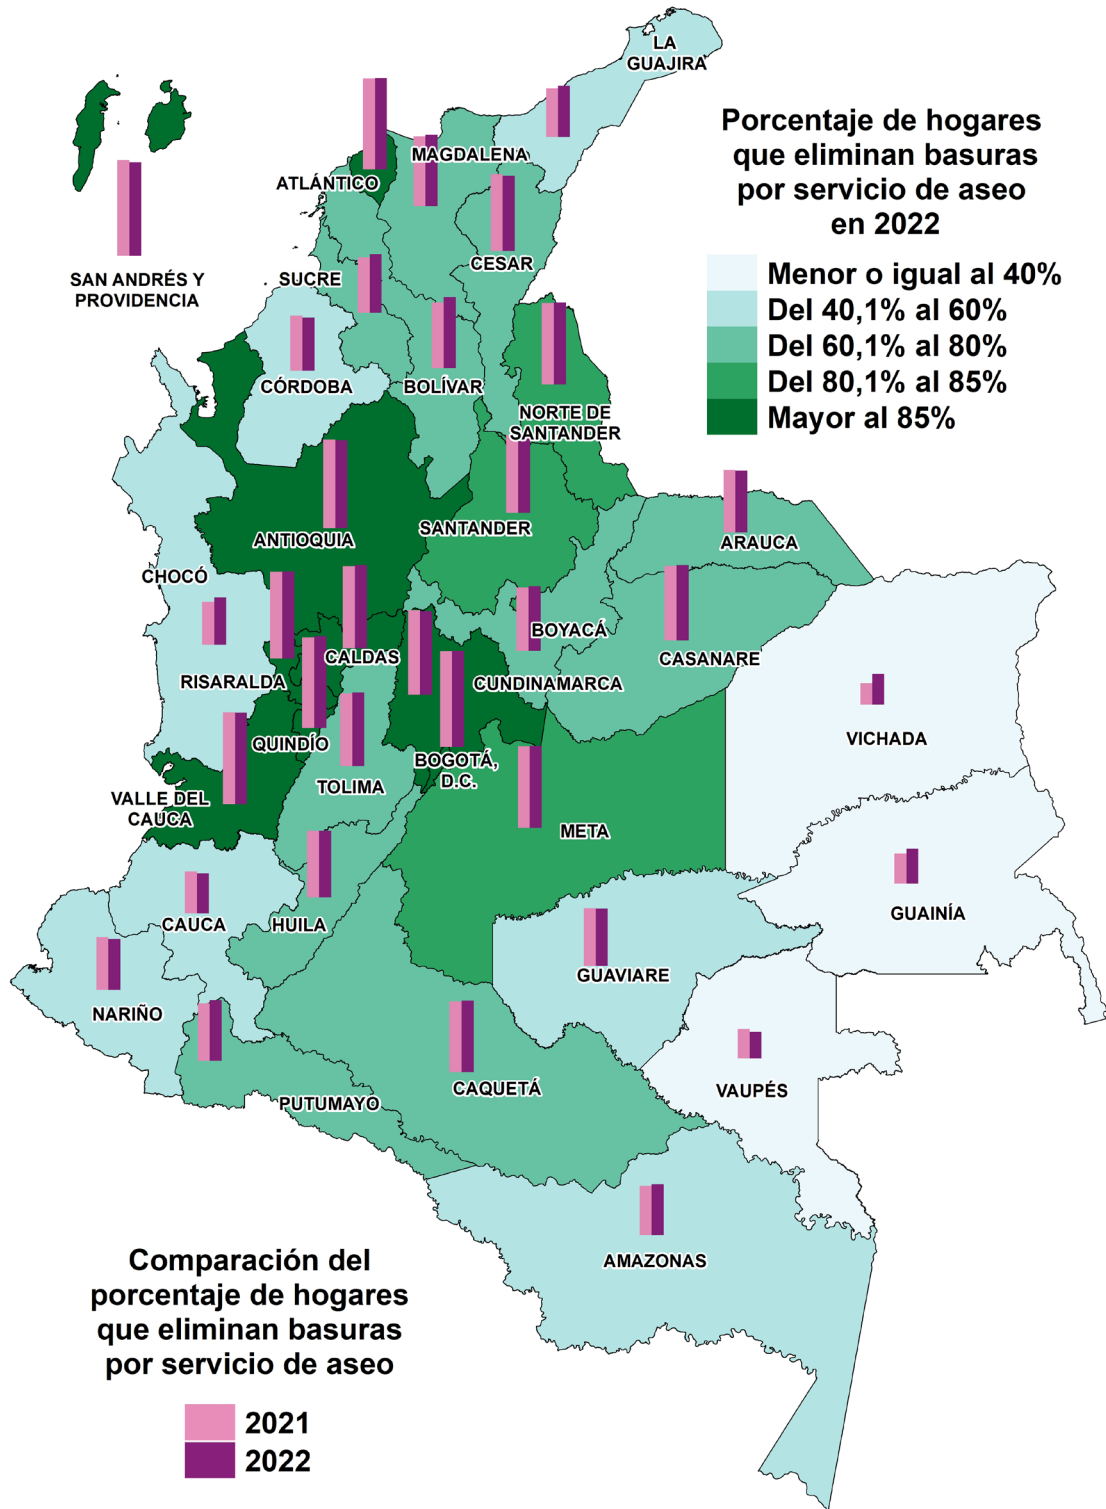 LA
GUAJIRA
Porcentaje de hogares
que eliminan basuras
por servicio de aseo
en 2022
Menor o igual al 40%
Del 40,1% al 60%
Del 60,1% al 80%
Del 80,1% al 85%
Mayor al 85%
MAGDALENA
ATLÁNTICO
SAN ANDRÉS Y
PROVIDENCIA
SUCRE
CESAR
CÓRDOBA
BOLÍVAR
NORTE DE
SANTANDER
ANTIOQUIA
SANTANDER
ARAUCA
CHOCÓ
BOYACÁ
CALDAS
CASANARE
RISARALDA
CUNDINAMARCA
QUINDÍO
VICHADA
BOGOTÁ,
D.C.
TOLIMA
VALLE DEL
CAUCA
META
CAUCA
HUILA
GUAINÍA
GUAVIARE
NARIÑO
CAQUETÁ
VAUPÉS
PUTUMAYO
AMAZONAS
Comparación del
porcentaje de hogares
que eliminan basuras
por servicio de aseo
2021
2022